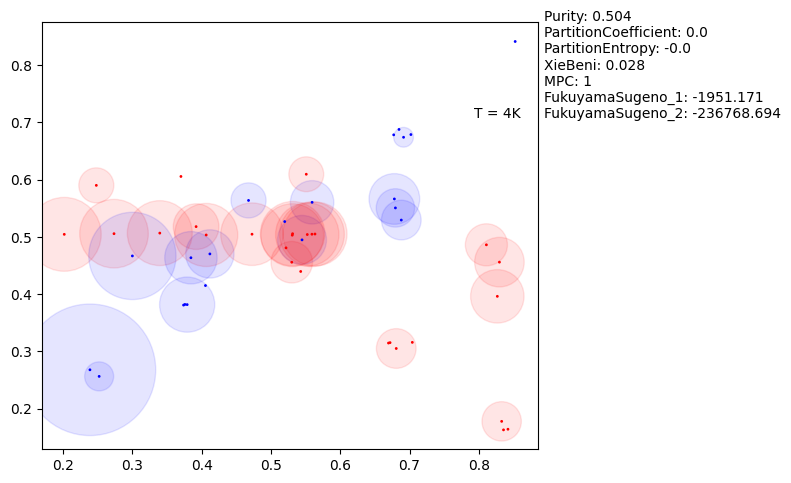 Purity: 0.504
PartitionCoefficient: 0.0
PartitionEntropy: -0.0
XieBeni: 0.028
MPC: 1
FukuyamaSugeno_1: -1951.171
FukuyamaSugeno_2: -236768.694
T = 4K
0.8
0.7
0.6
0.5
0.4
0.3
0.2
0.2 0.3 0.4 0.5 0.6 0.7 0.8